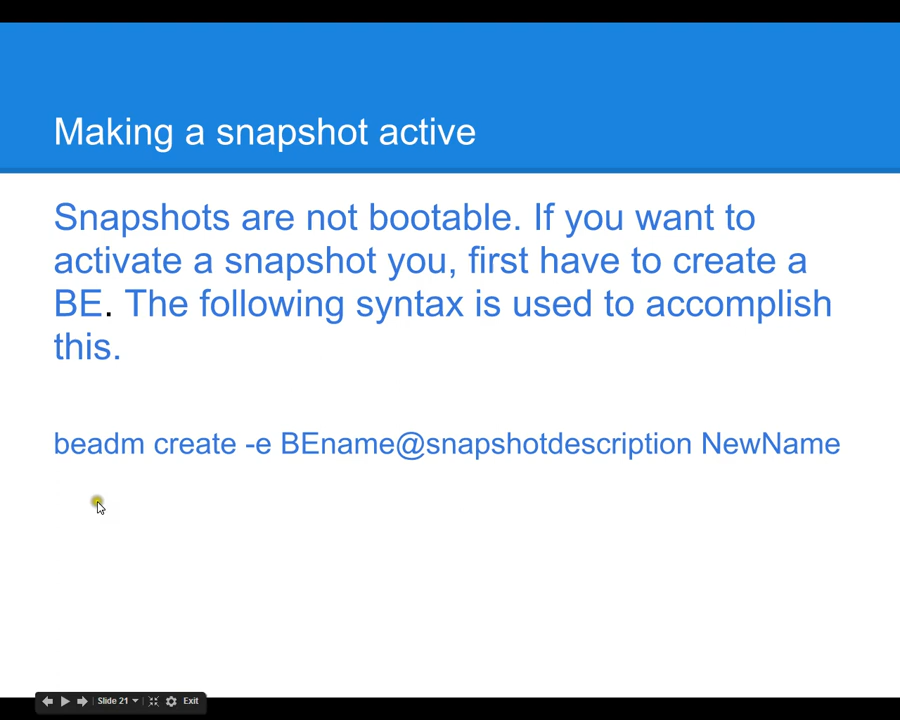 Making a snapshot active
Snapshots are not bootable. If you want to
activate a snapshot you, first have to create a
BE. The following syntax is used to accomplish
this.
beadm create -e BEname@snapshotdescription NewName
Slide 21
Exit